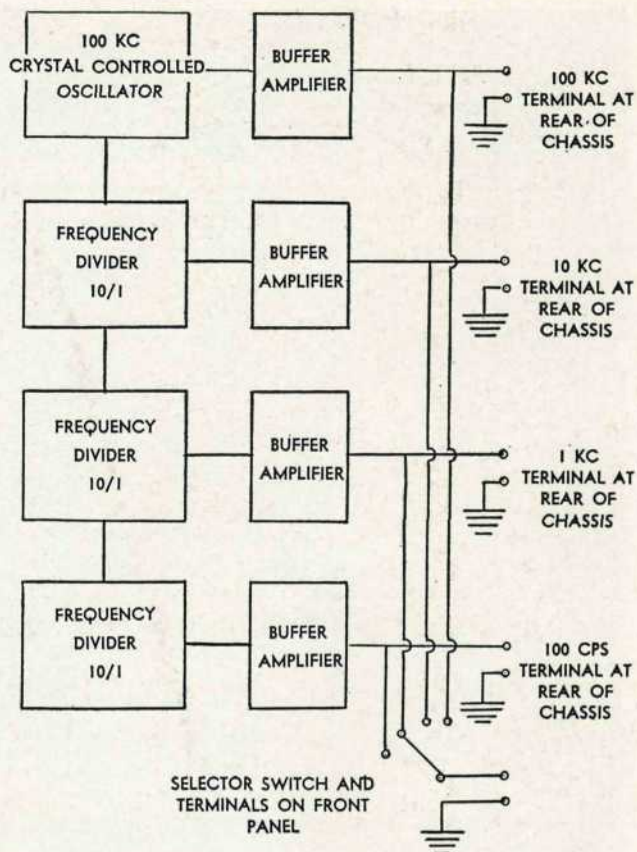 100 KC
CRYSTAL CONTROLLED
OSCILLATOR
BUFFER
AMPLIFIER
100 KC
TERMINAL AT
REAR OF
CHASSIS
FREQUENCY
DIVIDER
10/1
BUFFER
AMPLIFIER
10 KC
TERMINAL AT
REAR OF
CHASSIS
FREQUENCY
DIVIDER
10/1
BUFFER
AMPLIFIER
1 KC
TERMINAL AT
REAR OF
CHASSIS
FREQUENCY
DIVIDER
10/1
BUFFER
AMPLIFIER
100 CPS
TERMINAL AT
REAR OF
CHASSIS
SELECTOR SWITCH AND
TERMINALS ON FRONT
PANEL